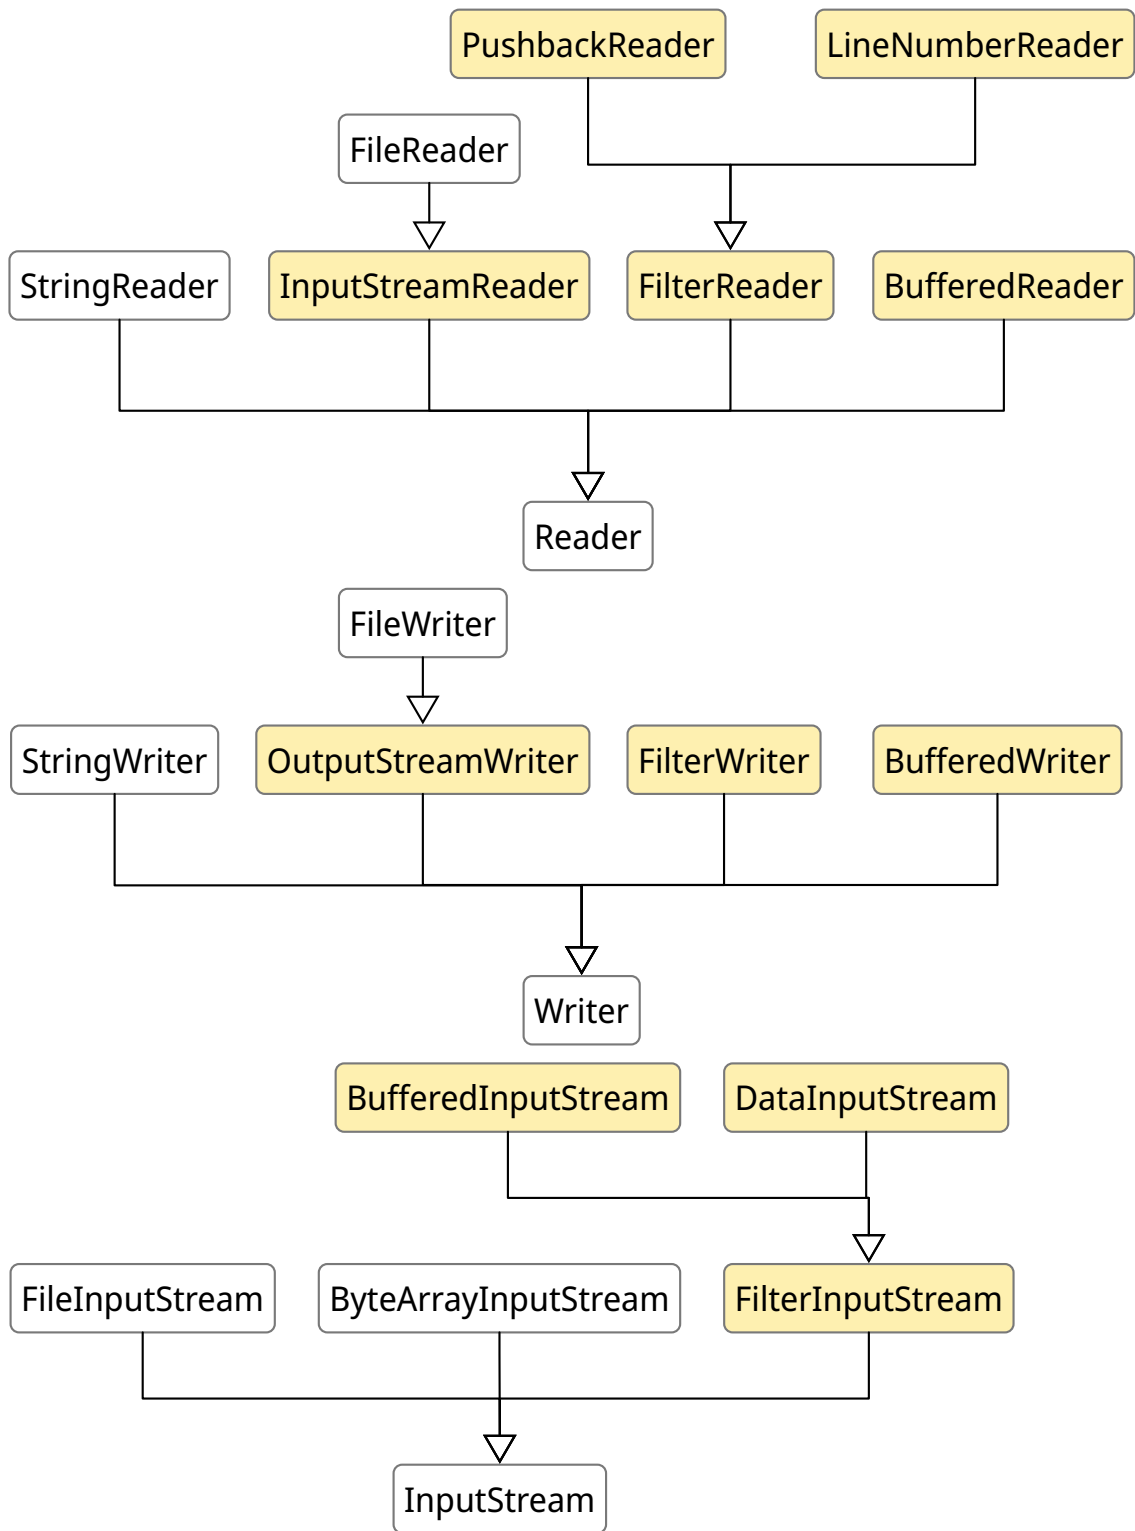 PushbackReader
LineNumberReader
FileReader
StringReader
InputStreamReader
FilterReader
BufferedReader
Reader
FileWriter
StringWriter
OutputStreamWriter
FilterWriter
BufferedWriter
Writer
BufferedInputStream
DataInputStream
FileInputStream
ByteArrayInputStream
FilterInputStream
InputStream